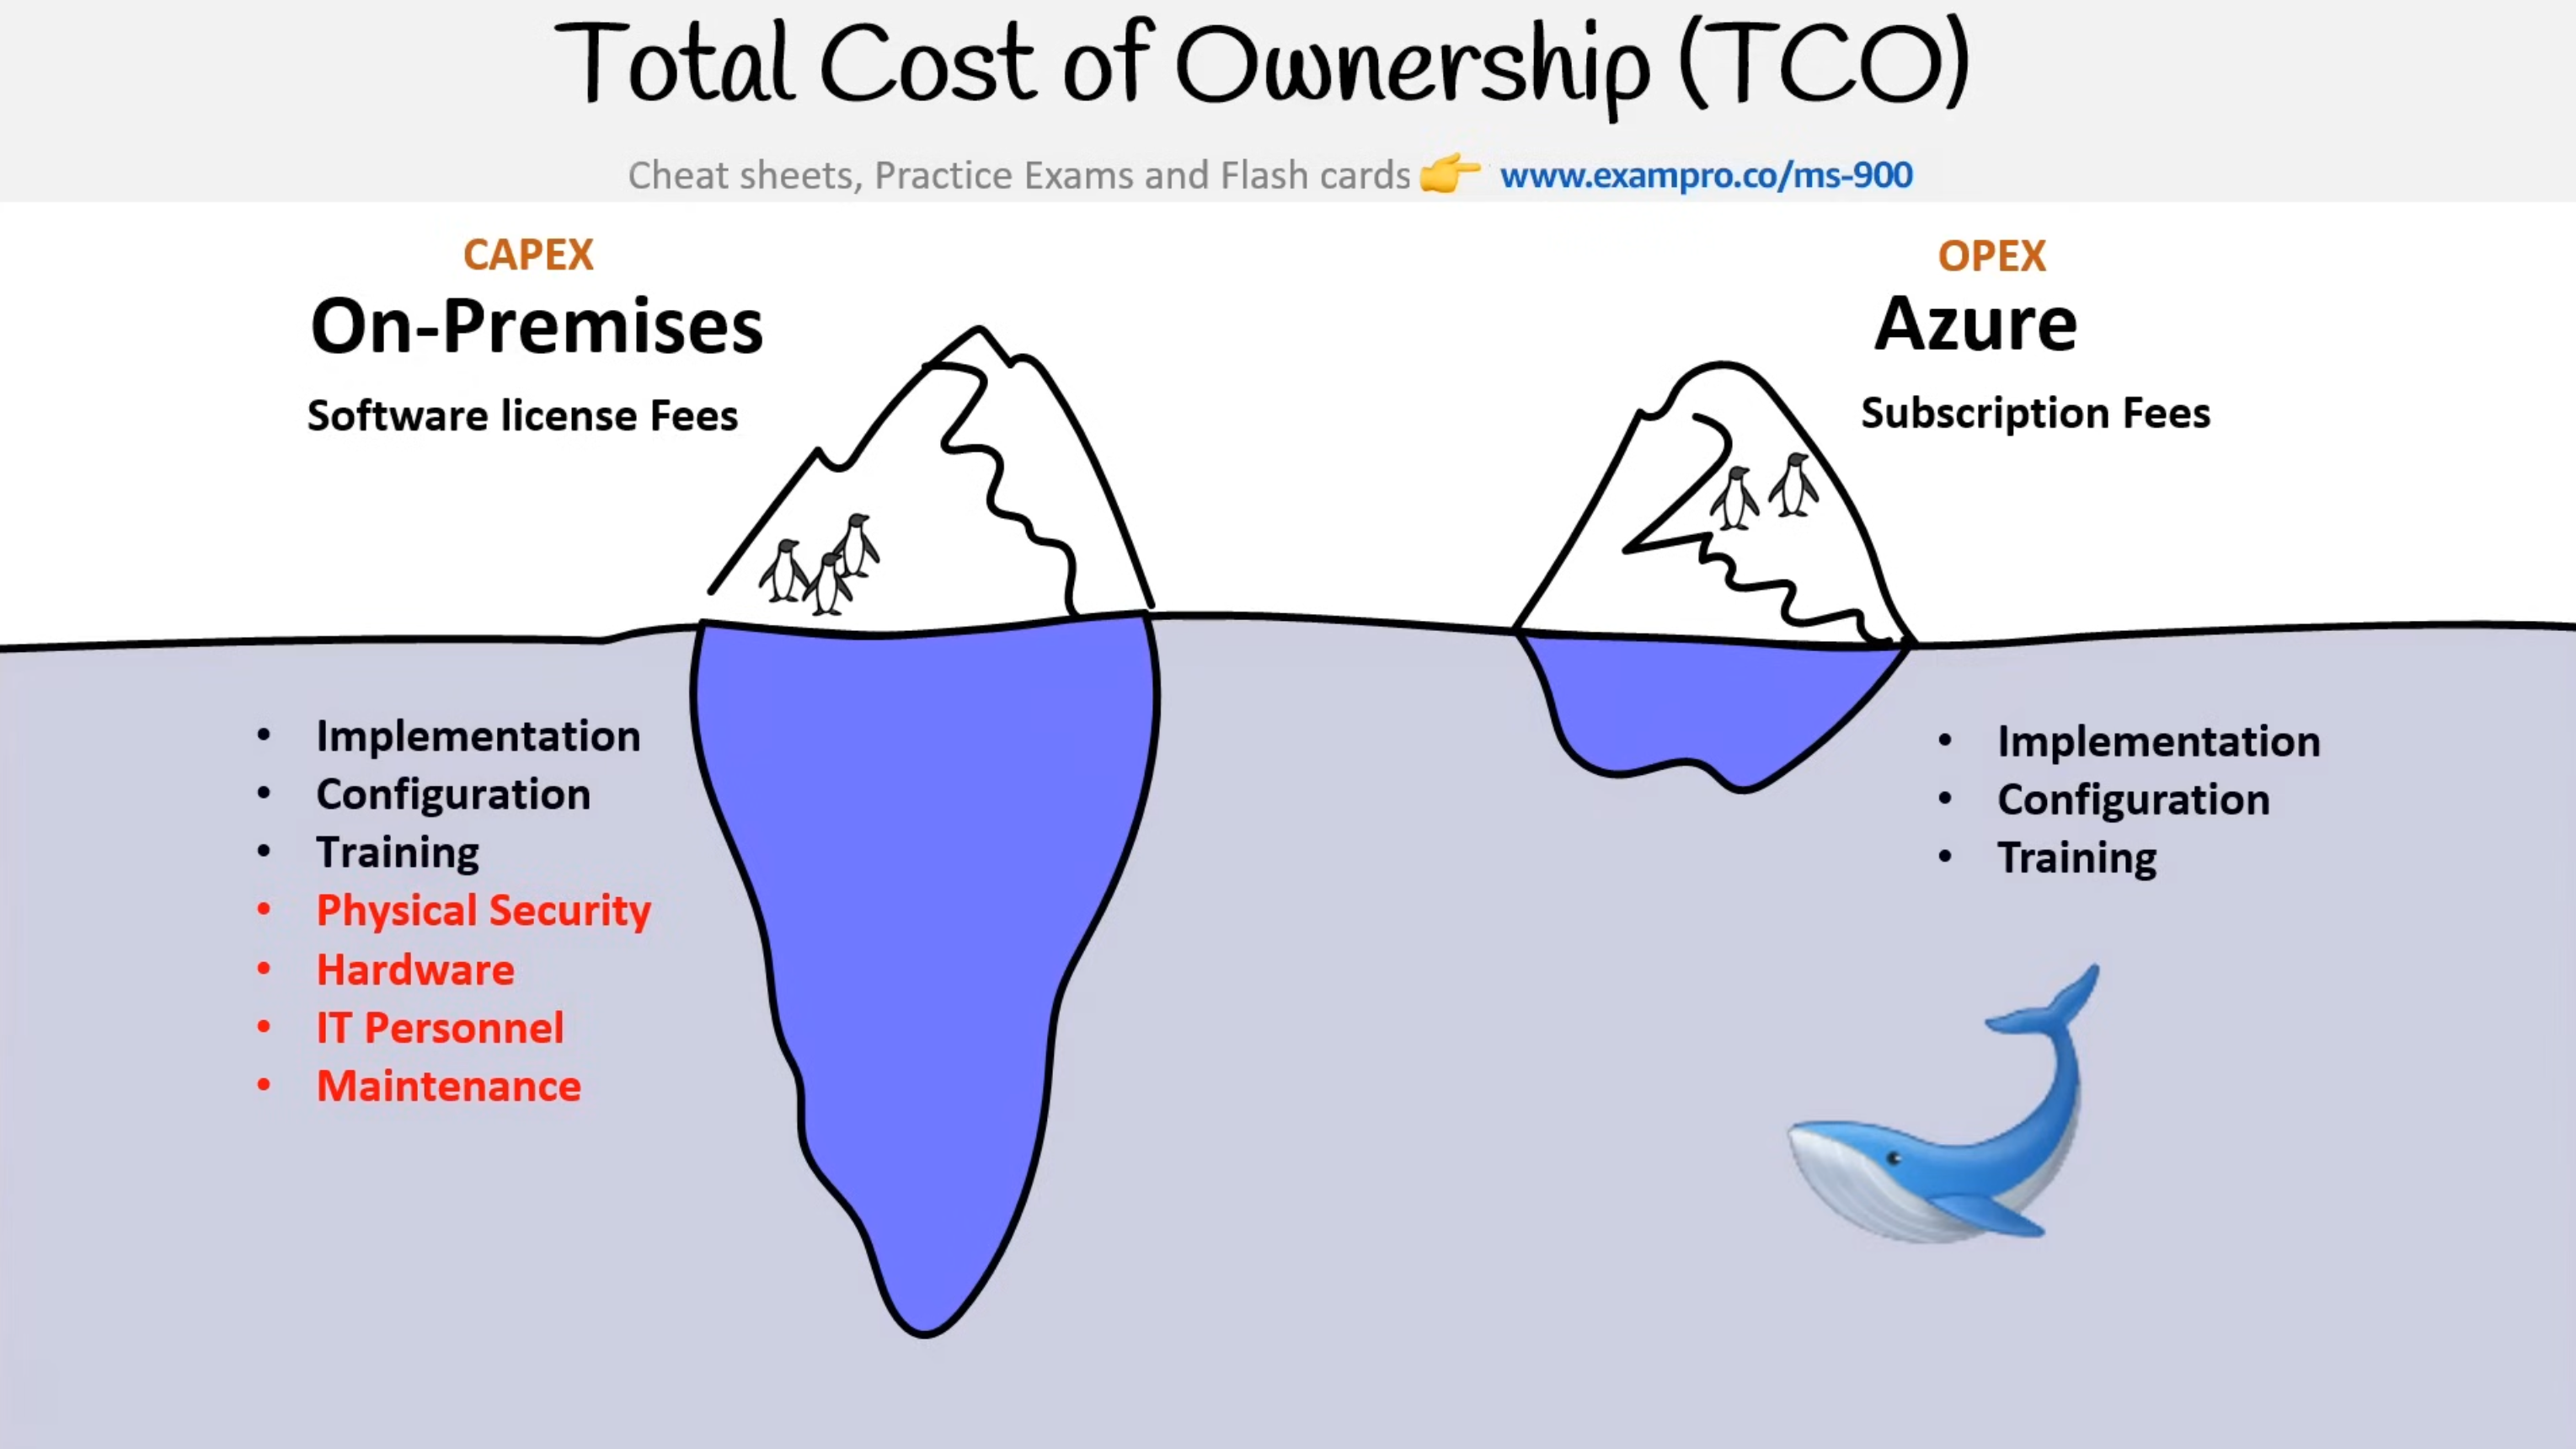 Total Cost of Ownership (TCO)
Cheat sheets, Practice Exams and Flash cards 👉 www.exampro.co/ms-900
CAPEX
On-Premises
Software license Fees
• Implementation
• Configuration
• Training
• Physical Security
• Hardware
• IT Personnel
• Maintenance
OPEX
Azure
Subscription Fees
• Implementation
• Configuration
• Training